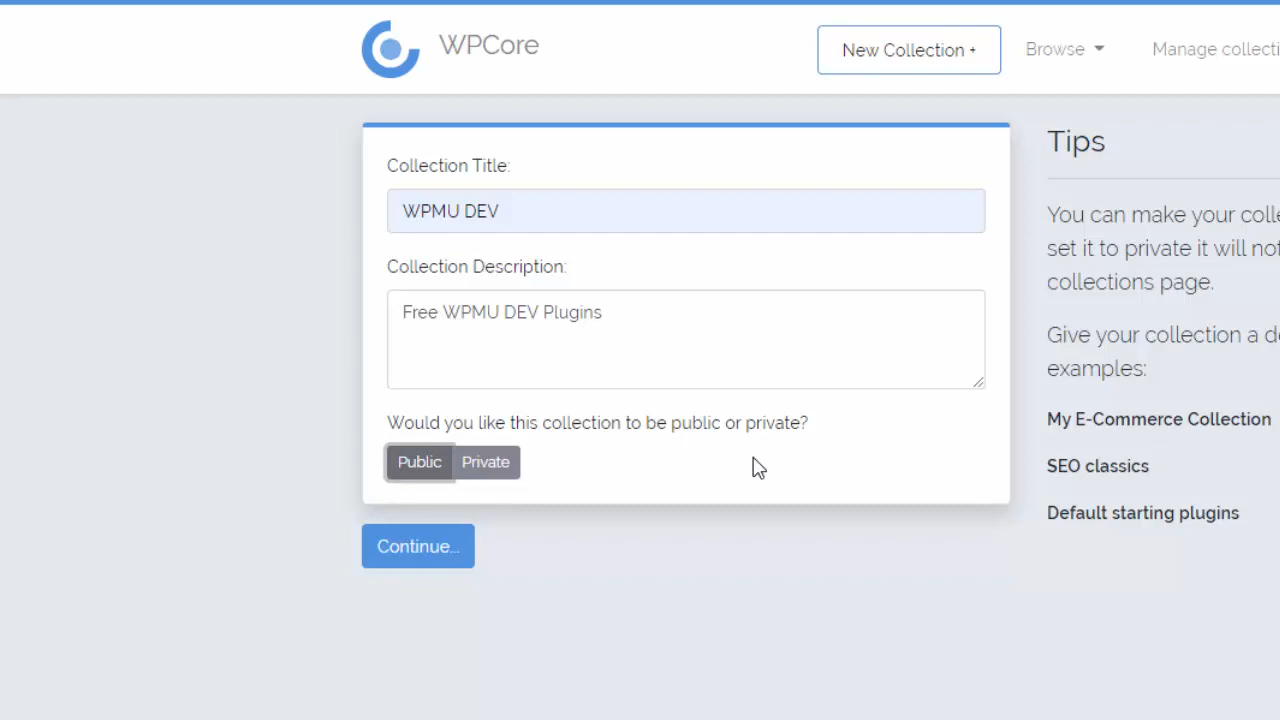 WPCore
New Collection +
Browse
Manage collecti
Collection Title:
WPMU DEV
Collection Description:
Free WPMU DEV Plugins
Would you like this collection to be public or private?
Public
Private
Continue...
Tips
You can make your colle
set it to private it will not
collections page.
Give your collection a de
examples:
My E-Commerce Collection
SEO classics
Default starting plugins